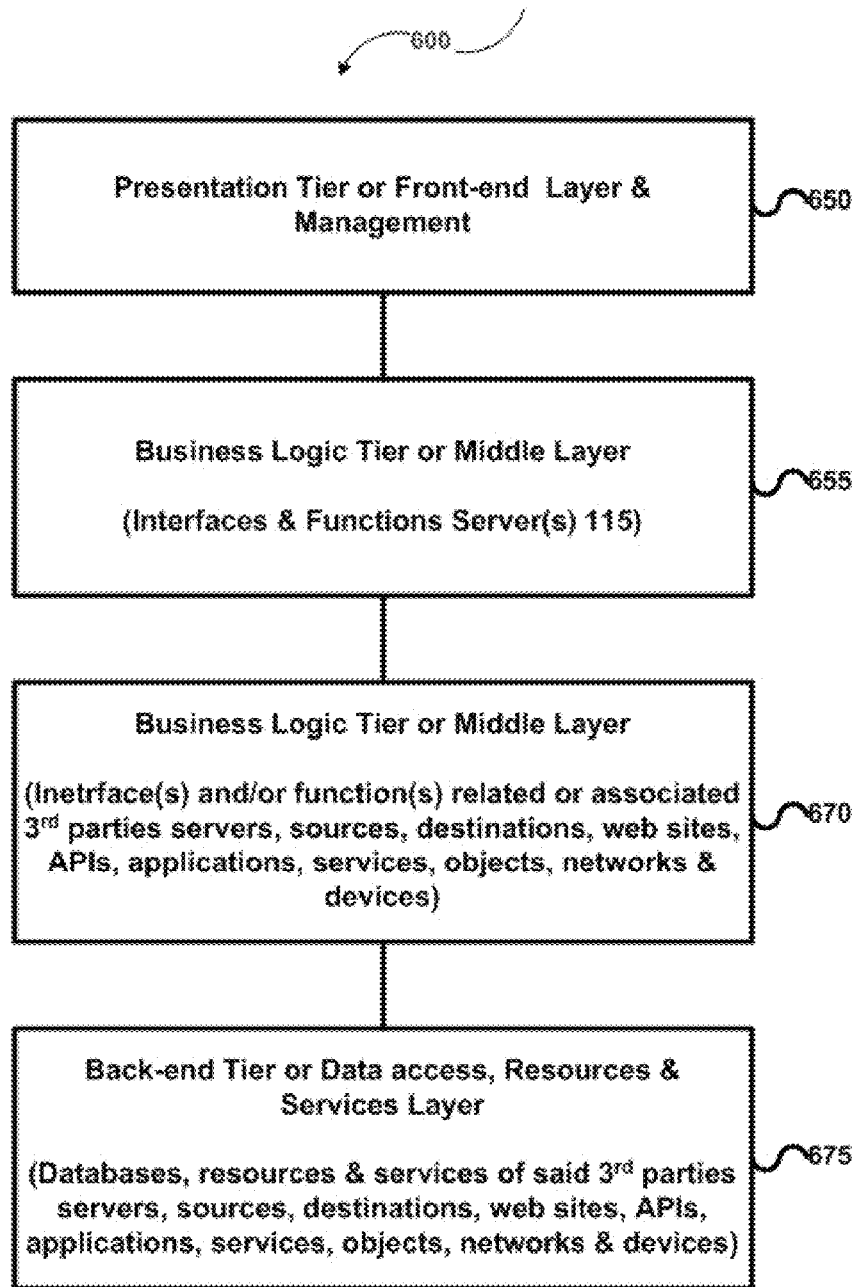 600
Presentation Tier or Front-end Layer &
Management
650
Business Logic Tier or Middle Layer
(Interfaces & Functions Server(s) 115)
655
Business Logic Tier or Middle Layer
(Inetrface(s) and/or function(s) related or associated
3rd parties servers, sources, destinations, web sites,
APIs, applications, services, objects, networks &
devices)
670
Back-end Tier or Data access, Resources &
Services Layer
(Databases, resources & services of said 3rd parties
servers, sources, destinations, web sites, APIs,
applications, services, objects, networks & devices)
675